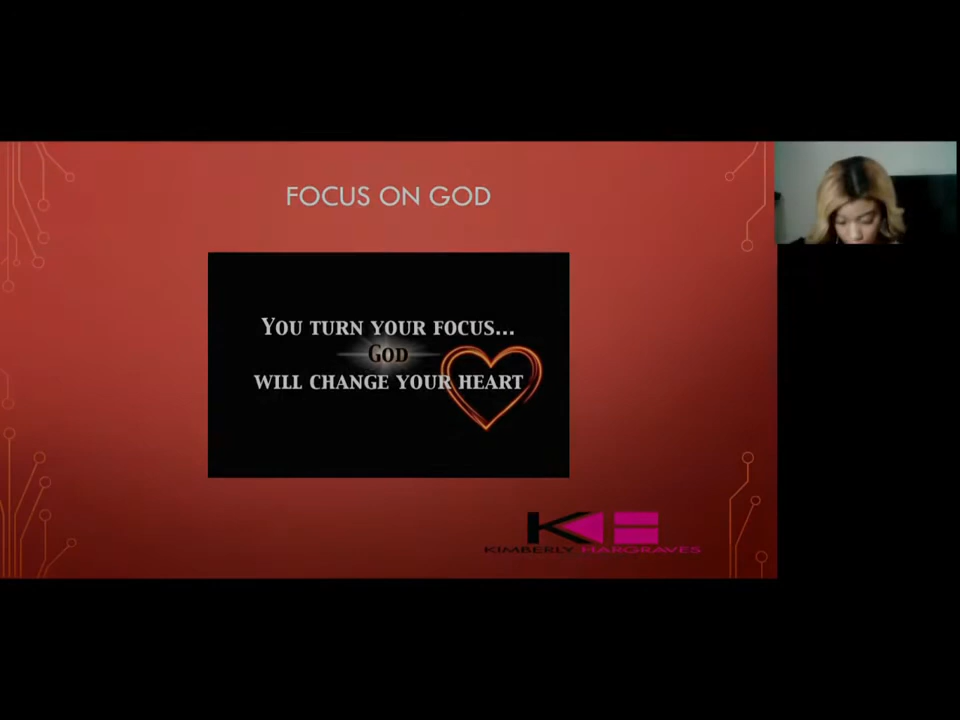 FOCUS ON GOD
YOU TURN YOUR FOCUS...
GOD
WILL CHANGE YOUR HEART
KIMBERLY HARGRAVES